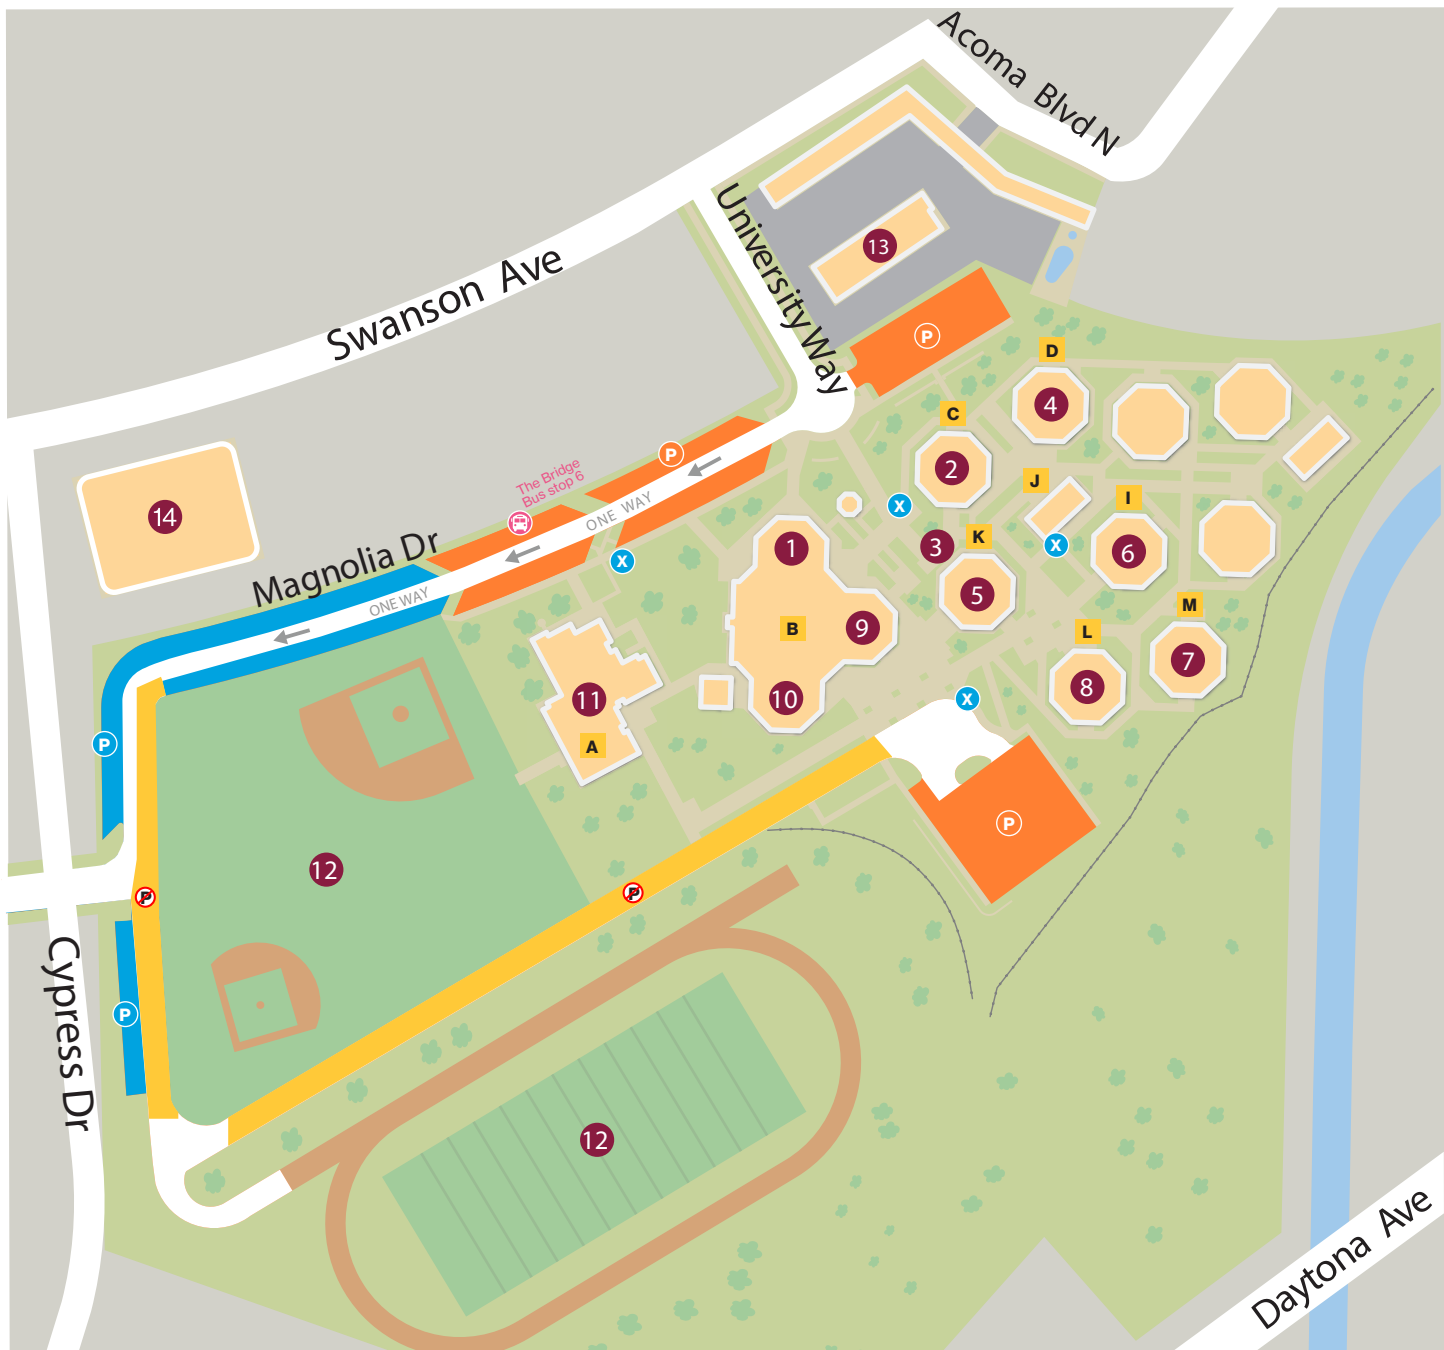 Acoma Blvd N
University Way
Swanson Ave
13
P
D
4
C
2
P
The Bridge
Bus stop 6
ONE WAY
J
I
X
14
K
3
X
6
1
X
Magnolia Dr
ONE WAY
5
M
L
B
9
7
8
11
10
X
A
P
P
12
P
P
Cypress Dr
P
12
Daytona Ave